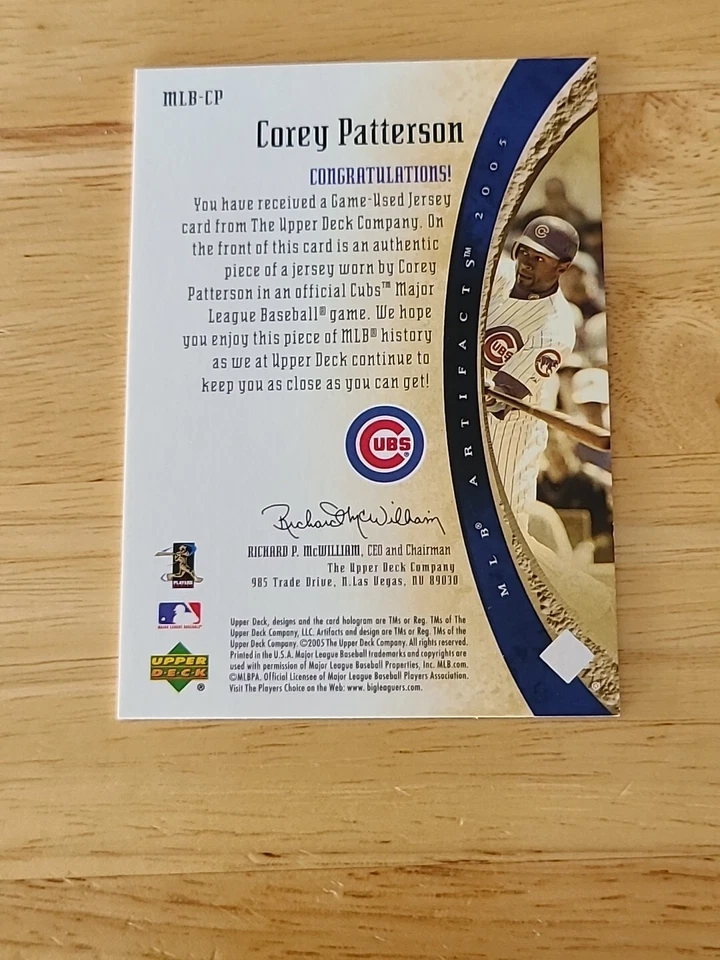 MLB-CP
Corey Patterson
CONGRATULATIONS!
You have received a Game-Used Jersey
card from The Upper Deck Company. On
the front of this card is an authentic
piece of a jersey worn by Corey
Patterson in an official Cubs™ Major
League Baseball® game. We hope
you enjoy this piece of MLB® history
as we at Upper Deck continue to
keep you as close as you can get!
CUBS®
Richard McWilliam
RICHARD P. McWILLIAM, CEO and Chairman
The Upper Deck Company
985 Trade Drive, N.Las Vegas, NV 89030
Upper Deck, designs and the card hologram are TMs or Reg. TMs of The
Upper Deck Company, LLC. Artifacts and design are TMs or Reg. TMs of the
Upper Deck Company. ©2005 The Upper Deck Company. All rights reserved.
Printed in the U.S.A. Major League Baseball trademarks and copyrights are
used with permission of Major League Baseball Properties, Inc. MLB.com.
©MLBPA. Official Licensee of Major League Baseball Players Association.
Visit The Players Choice on the Web: www. bigleaguers.com.
PLAYERS
MAJOR LEAGUE BASEBALL®
UPPER
DECK®
MLB® ARTIFACTS™ 2005
C
CUBS
®